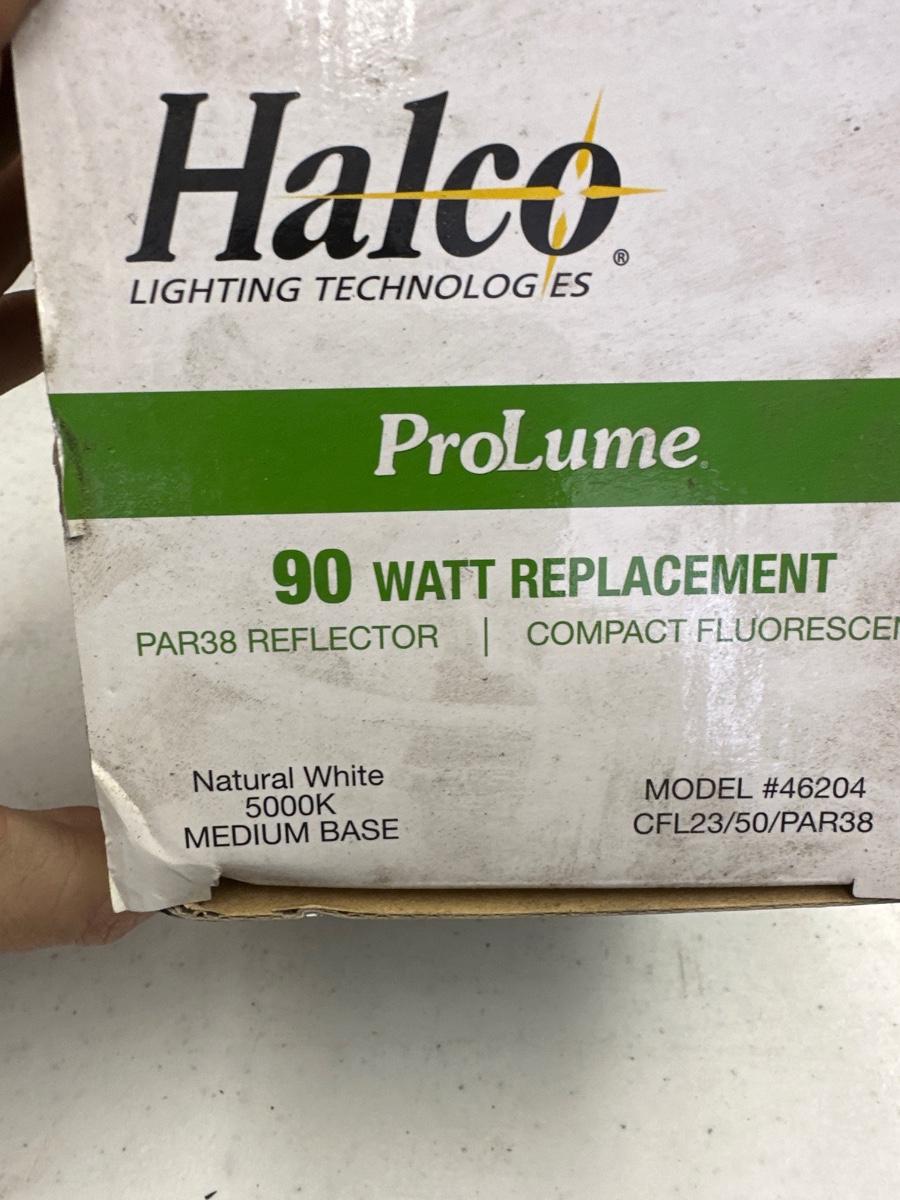 Halco®
LIGHTING TECHNOLOGIES
ProLume
90 WATT REPLACEMENT
PAR38 REFLECTOR | COMPACT FLUORESCEN
Natural White
5000K
MEDIUM BASE
MODEL #46204
CFL23/50/PAR38